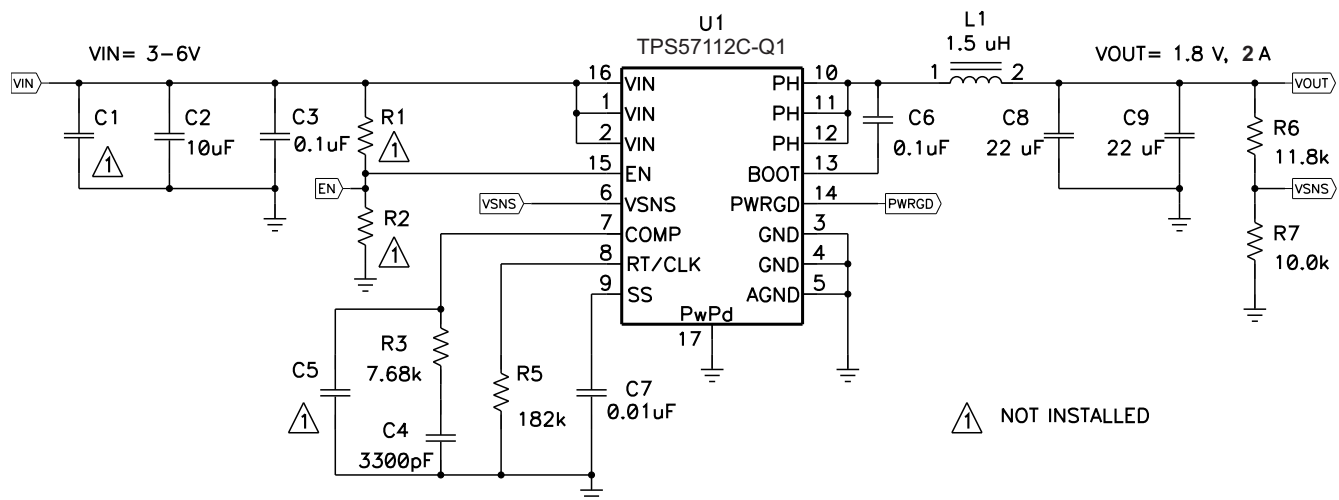 U1
TPS57112C-Q1
L1
1.5 uH
VIN= 3-6V
VOUT= 1.8 V, 2 A
VIN
16 VIN
PH 10
1 2
VOUT
C1
1
C2
10uF
C3
0.1uF
R1
1
1 VIN
PH 11
2 VIN
PH 12
C6
0.1uF
C8
22 uF
C9
22 uF
R6
11.8k
15 EN
BOOT 13
EN
VSNS
6 VSNS
PWRGD 14
PWRGD
VSNS
R2
1
7 COMP
GND 3
R7
10.0k
8 RT/CLK
GND 4
9 SS
AGND 5
PwPd
17
R3
7.68k
C5
1
R5
182k
C7
0.01uF
C4
3300pF
1 NOT INSTALLED